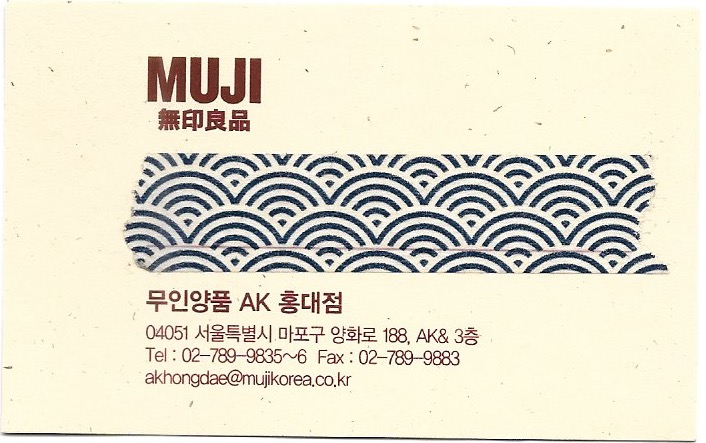 MUJI
無印良品
무인양품 AK 홍대점
04051 서울특별시 마포구 양화로 188, AK& 3층
Tel : 02-789-9835~6 Fax : 02-789-9883
akhongdae@mujikorea.co.kr